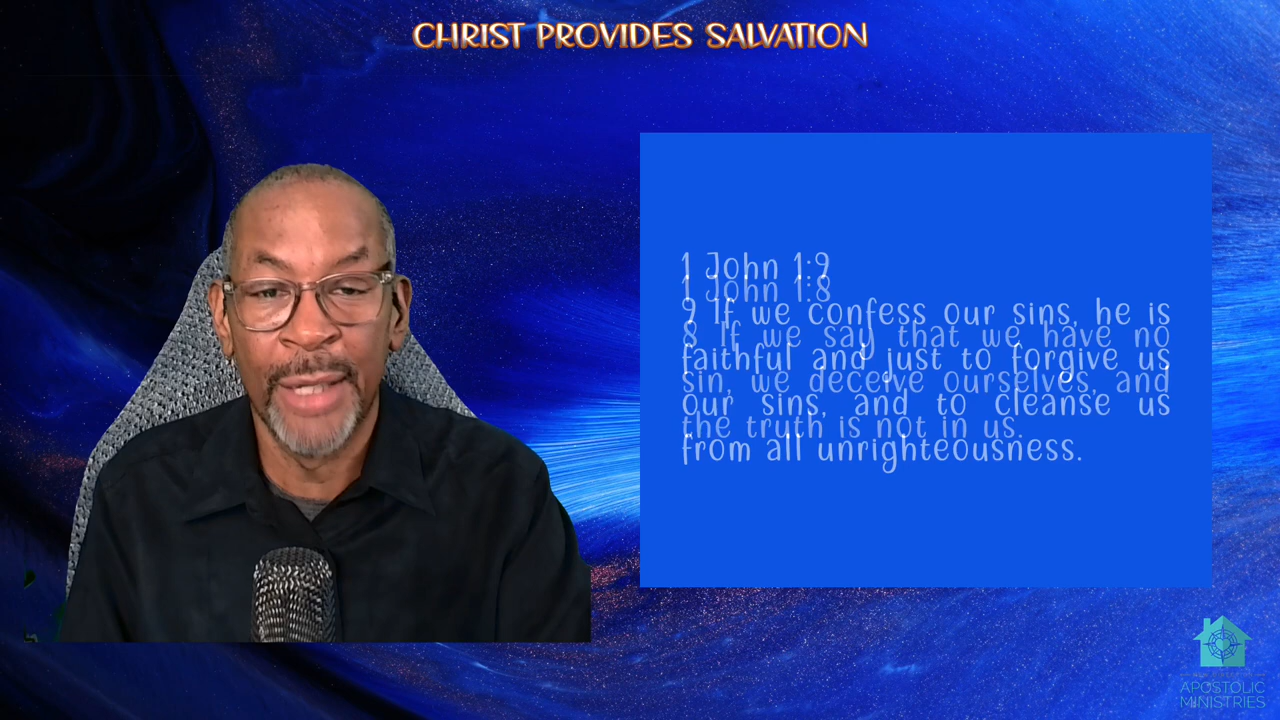 CHRIST PROVIDES SALVATION
1 John 1:9
1 John 1:8
9 If we confess our sins, he is
8 If we say that we have no
faithful and just to forgive us
sin, we deceive ourselves, and
our sins, and to cleanse us
the truth is not in us.
from all unrighteousness.
APOSTOLIC
MINISTRIES